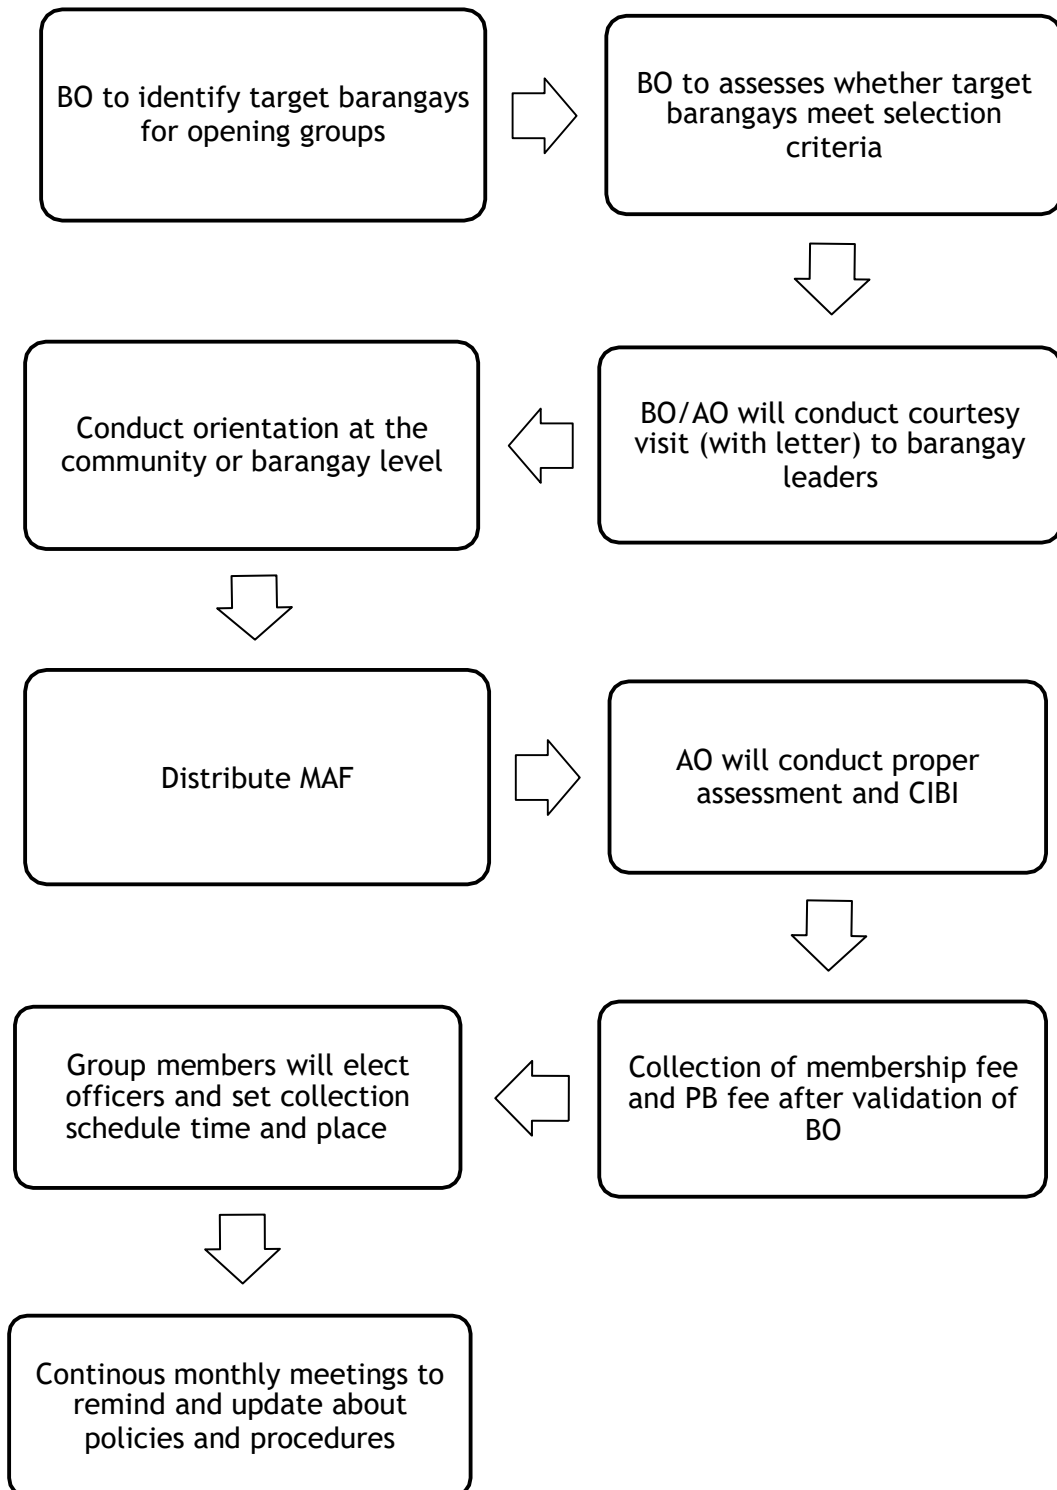 BO to identify target barangays
for opening groups
BO to assesses whether target
barangays meet selection
criteria
BO/AO will conduct courtesy
visit (with letter) to barangay
leaders
Conduct orientation at the
community or barangay level
Distribute MAF
AO will conduct proper
assessment and CIBI
Collection of membership fee
and PB fee after validation of
BO
Group members will elect
officers and set collection
schedule time and place
Continous monthly meetings to
remind and update about
policies and procedures